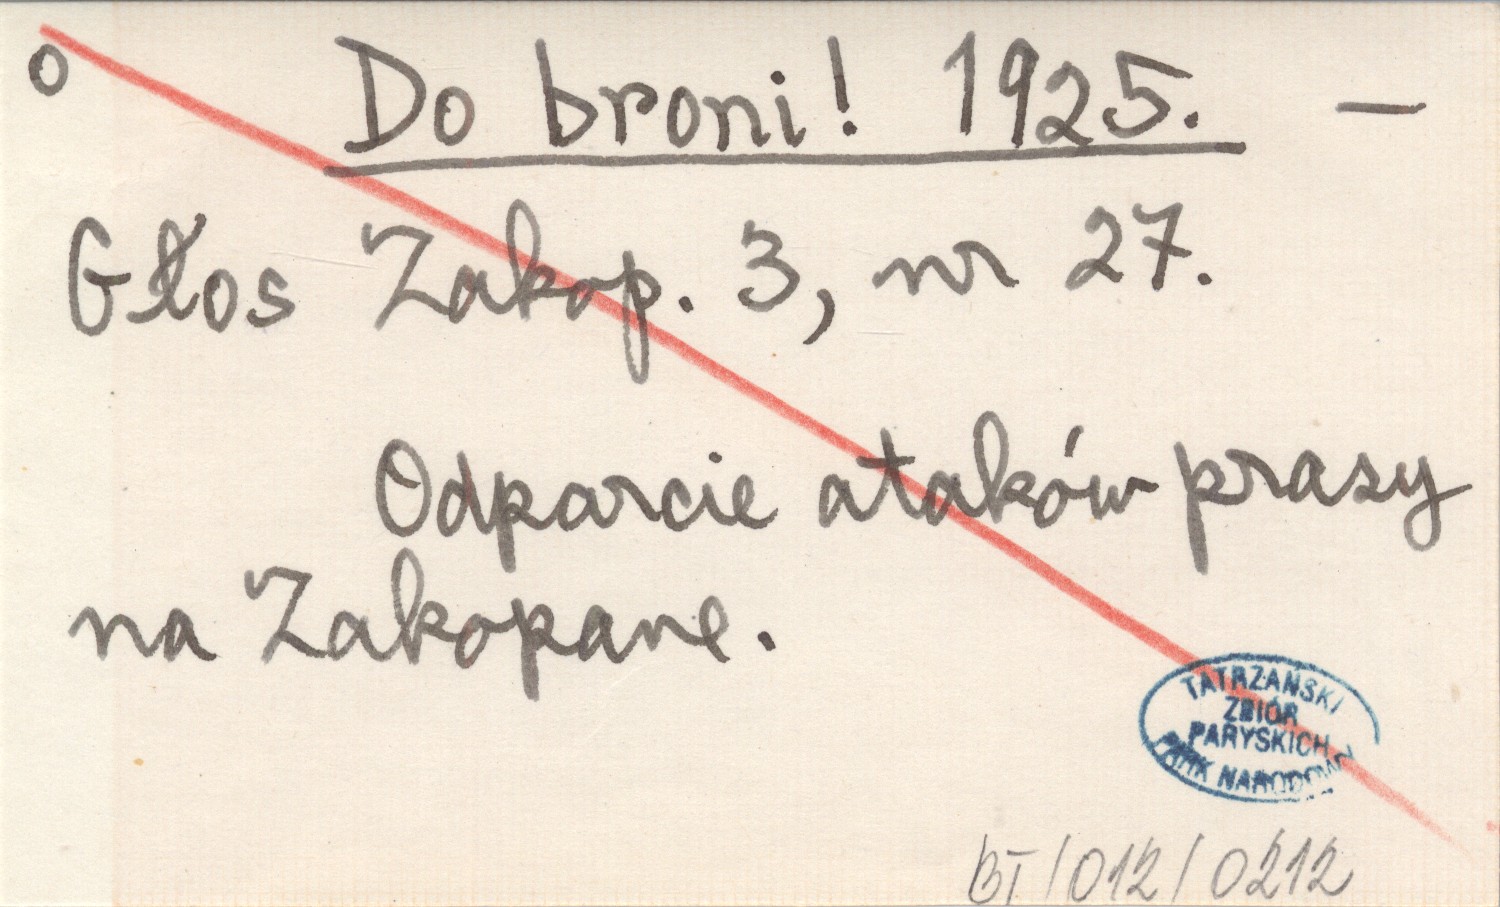 o Do broni! 1925. —
Głos Zakop. 3, nr 27.
Odparcie ataków prasy
na Zakopane.
TATRZAŃSKI
ZBIÓR
PARYSKICH
PARK NARODOWY
BT/012/0212